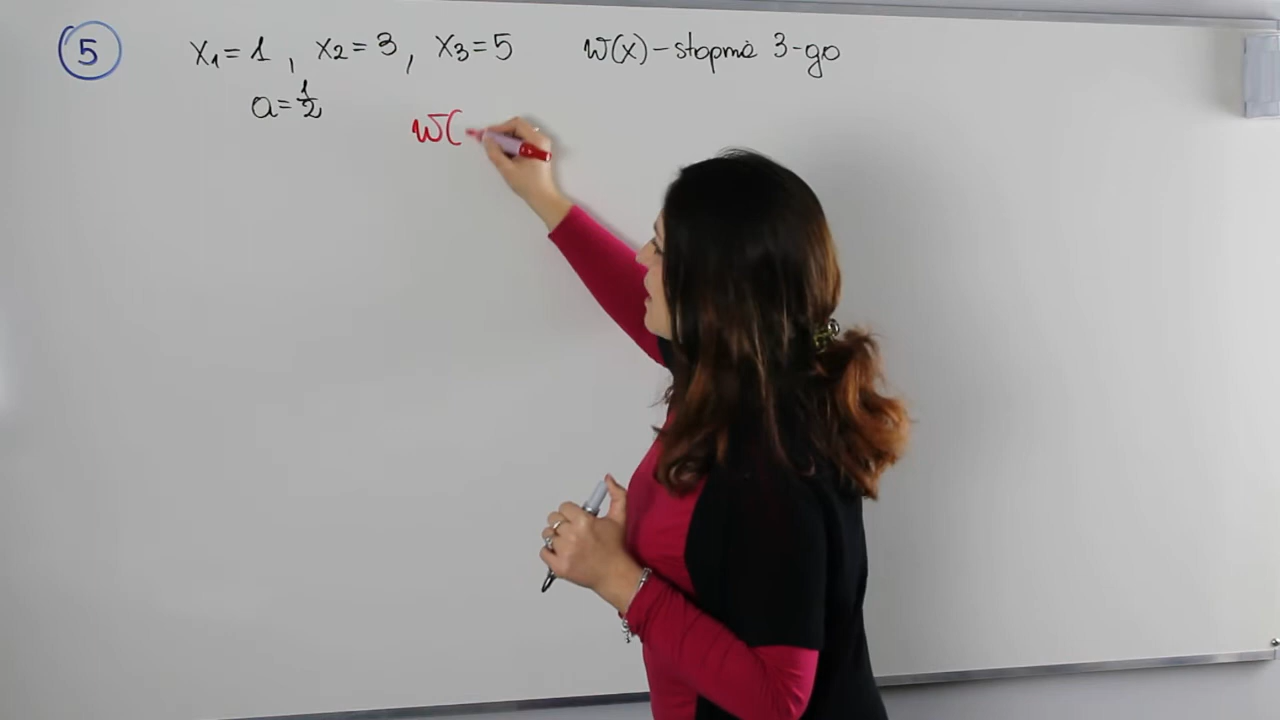 5 x₁ = 1 , x₂ = 3 , x₃ = 5 W(x) – stopnia 3-go
a = 1/2
W(